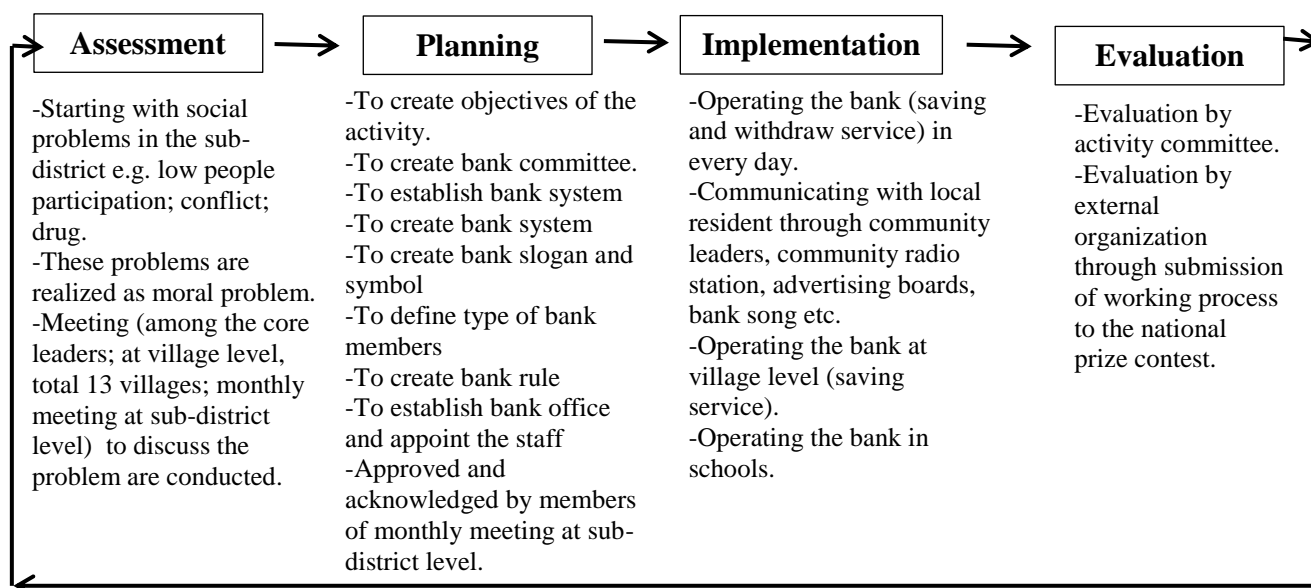 Assessment
-Starting with social
problems in the sub-
district e.g. low people
participation; conflict;
drug.
-These problems are
realized as moral problem.
-Meeting (among the core
leaders; at village level,
total 13 villages; monthly
meeting at sub-district
level)  to discuss the
problem are conducted.
Planning
-To create objectives of the
activity.
-To create bank committee.
-To establish bank system
-To create bank system
-To create bank slogan and
symbol
-To define type of bank
members
-To create bank rule
-To establish bank office
and appoint the staff
-Approved and
acknowledged by members
of monthly meeting at sub-
district level.
Implementation
-Operating the bank (saving
and withdraw service) in
every day.
-Communicating with local
resident through community
leaders, community radio
station, advertising boards,
bank song etc.
-Operating the bank at
village level (saving
service).
-Operating the bank in
schools.
Evaluation
-Evaluation by
activity committee.
-Evaluation by
external
organization
through submission
of working process
to the national
prize contest.